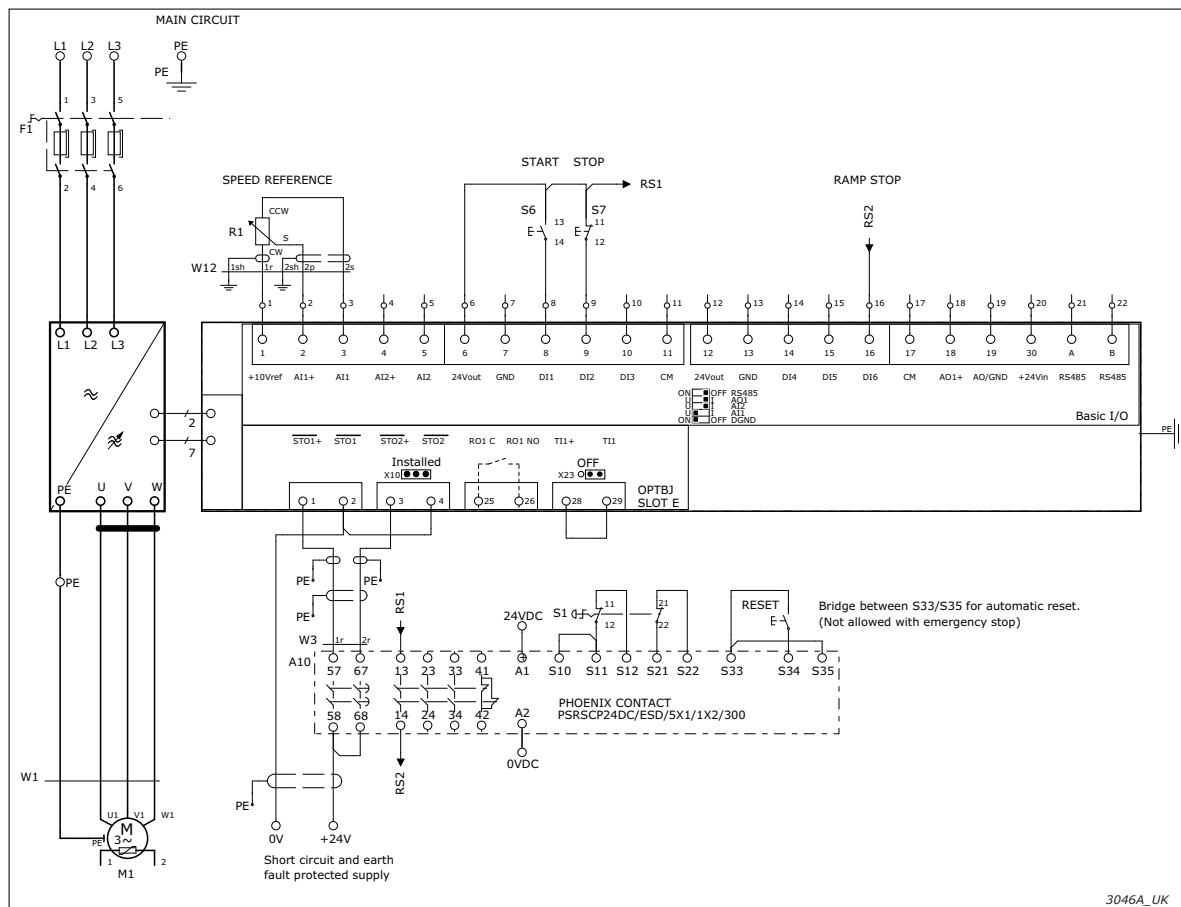 MAIN CIRCUIT
L1 L2 L3 PE
PE
1 3 5
F1
2 4 6
START STOP
SPEED REFERENCE
RS1
RAMP STOP
RS2
S6 13 14
S7 11 12
CCW
R1
S
CW
W12 1sh 1r 2sh 2p 2s
1 2 3 4 5 6 7 8 9 10 11 12 13 14 15 16 17 18 19 20 21 22
L1 L2 L3
1 2 3 4 5 6 7 8 9 10 11 12 13 14 15 16 17 18 19 30 A B
+10Vref AI1+ AI1 AI2+ AI2 24Vout GND DI1 DI2 DI3 CM 24Vout GND DI4 DI5 DI6 CM AO1+ AO/GND +24Vin RS485 RS485
ON OFF RS485
U I AO1
U I AI2
U I AI1
ON OFF DGND
Basic I/O
2
7
PE
STO1+ STO1 STO2+ STO2 RO1 C RO1 NO TI1+ TI1
Installed
X10
OFF
X23
OPTBJ
SLOT E
PE U V W
1 2 3 4 25 26 28 29
PE
PE PE
PE
RS1
24VDC
S1
11
12
21
22
RESET
Bridge between S33/S35 for automatic reset.
(Not allowed with emergency stop)
W3 1r 2r
A10
57 67 13 23 33 41 A1 S10 S11 S12 S21 S22 S33 S34 S35
+
58 68 14 24 34 42 A2
PHOENIX CONTACT
PSRSCP24DC/ESD/5X1/1X2/300
RS2
0VDC
W1
PE
0V +24V
Short circuit and earth
fault protected supply
U1 V1 W1
M
3~
PE
1 2
M1
3046A_UK